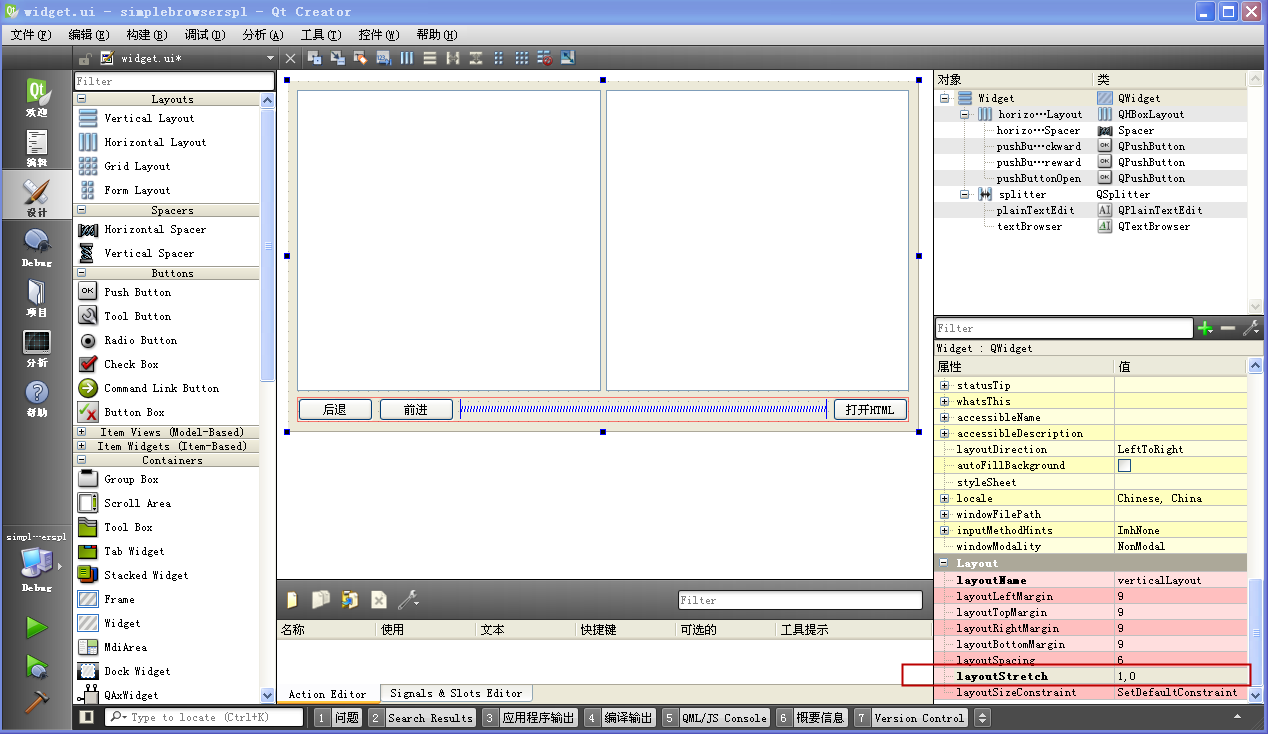 widget.ui - simplebrowserspl - Qt Creator
文件(F) 编辑(E) 构建(B) 调试(D) 分析(A) 工具(T) 控件(W) 帮助(H)
widget.ui*
Filter
Layouts
Vertical Layout
Horizontal Layout
Grid Layout
Form Layout
Spacers
Horizontal Spacer
Vertical Spacer
Buttons
OK Push Button
Tool Button
Radio Button
Check Box
Command Link Button
Button Box
Item Views (Model-Based)
Item Widgets (Item-Based)
Containers
Group Box
Scroll Area
Tool Box
Tab Widget
Stacked Widget
Frame
Widget
MdiArea
Dock Widget
QAxWidget
Qt
欢迎
编辑
设计
Debug
项目
分析
帮助
simpl…erspl
Debug
后退 前进 打开HTML
Filter
名称 使用 文本 快捷键 可选的 工具提示
Action Editor Signals & Slots Editor
对象 类
Widget QWidget
horizo…Layout QHBoxLayout
horizo…Spacer Spacer
pushBu…ckward OK QPushButton
pushBu…reward OK QPushButton
pushButtonOpen OK QPushButton
splitter QSplitter
plainTextEdit AI QPlainTextEdit
textBrowser AI QTextBrowser
Filter
Widget : QWidget
属性 值
statusTip
whatsThis
accessibleName
accessibleDescription
layoutDirection LeftToRight
autoFillBackground
styleSheet
locale Chinese, China
windowFilePath
inputMethodHints ImhNone
windowModality NonModal
Layout
layoutName verticalLayout
layoutLeftMargin 9
layoutTopMargin 9
layoutRightMargin 9
layoutBottomMargin 9
layoutSpacing 6
layoutStretch 1,0
layoutSizeConstraint SetDefaultConstraint
Type to locate (Ctrl+K) 1 问题 2 Search Results 3 应用程序输出 4 编译输出 5 QML/JS Console 6 概要信息 7 Version Control